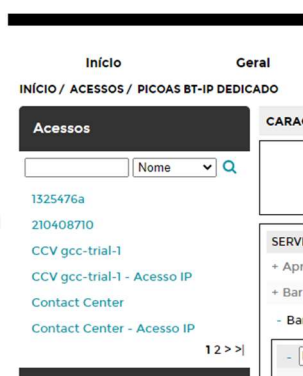 Início Geral
INÍCIO / ACESSOS / PICOAS BT-IP DEDICADO
Acessos
Nome
1325476a
210408710
CCV gcc-trial-1
CCV gcc-trial-1 - Acesso IP
Contact Center
Contact Center - Acesso IP
1 2 > >|
CARA
SERVI
+ Apr
+ Bar
- Ba
-